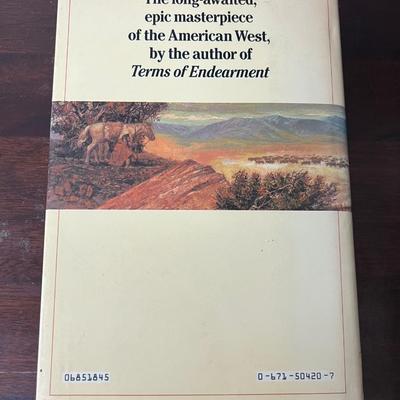 The long-awaited,
epic masterpiece
of the American West,
by the author of
Terms of Endearment
06851845
0-671-50420-7